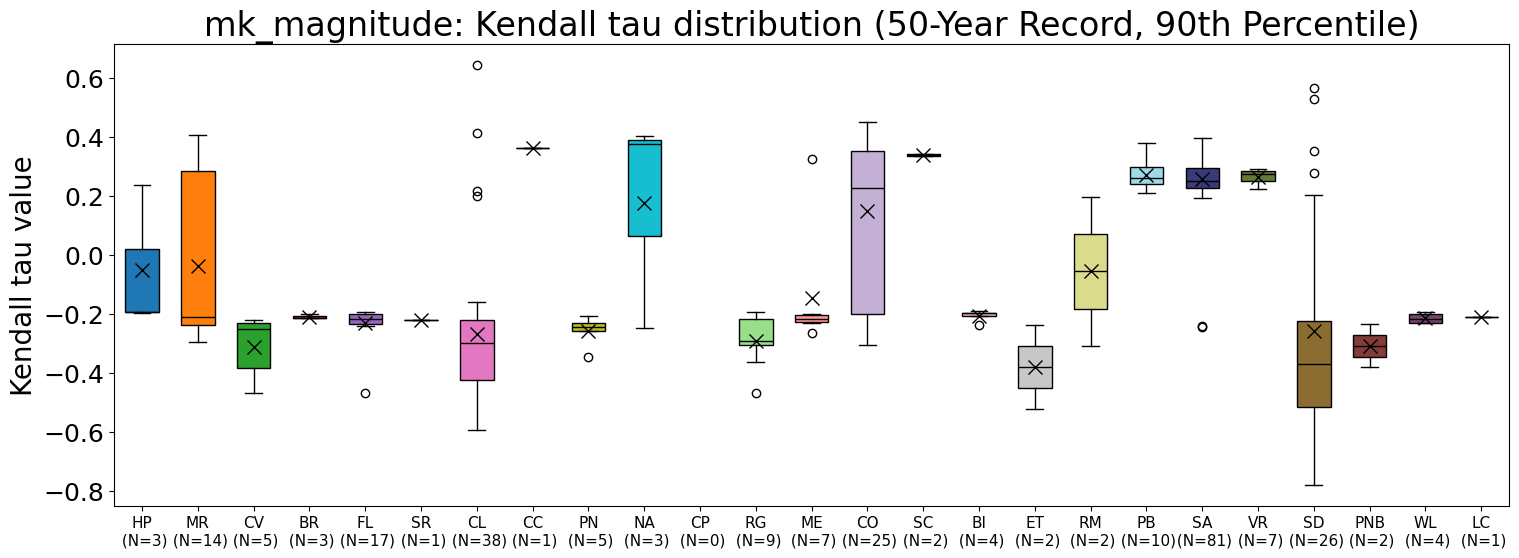 mk_magnitude: Kendall tau distribution (50-Year Record, 90th Percentile)
Kendall tau value
0.6
0.4
0.2
0.0
−0.2
−0.4
−0.6
−0.8
HP MR CV BR FL SR CL CC PN NA CP RG ME CO SC BI ET RM PB SA VR SD PNB WL LC
(N=3) (N=14) (N=5) (N=3) (N=17) (N=1) (N=38) (N=1) (N=5) (N=3) (N=0) (N=9) (N=7) (N=25) (N=2) (N=4) (N=2) (N=2) (N=10) (N=81) (N=7) (N=26) (N=2) (N=4) (N=1)